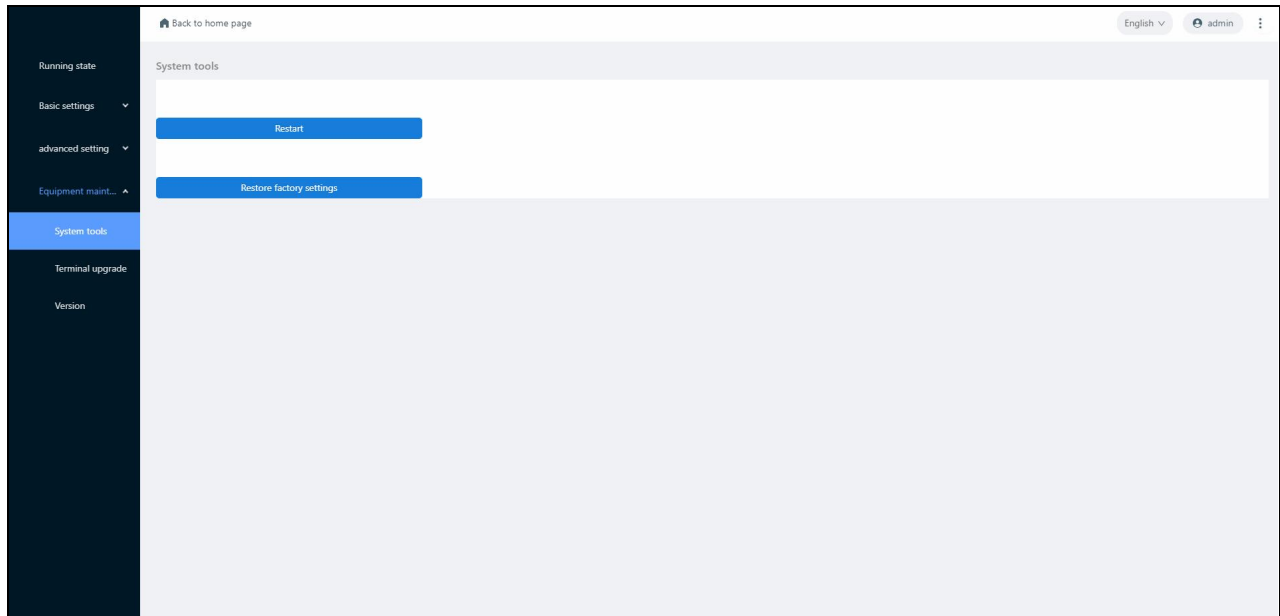 Back to home page
English
admin
Running state
Basic settings
advanced setting
Equipment maint...
System tools
Terminal upgrade
Version
System tools
Restart
Restore factory settings